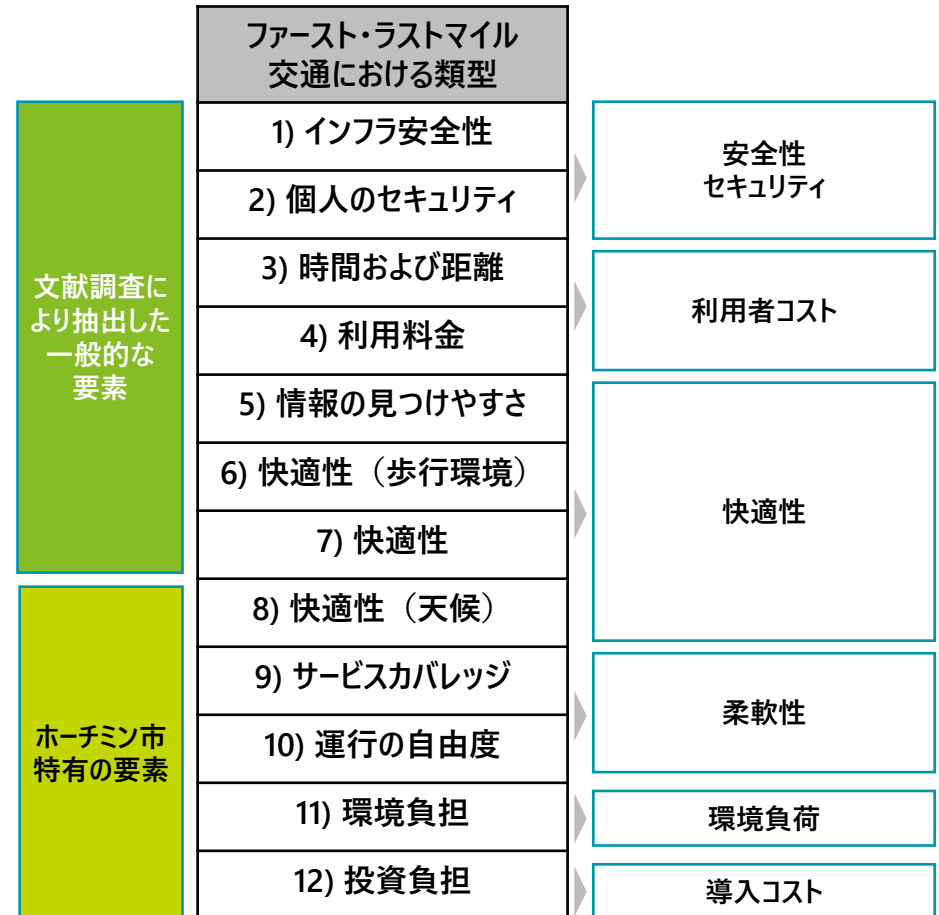 ファースト・ラストマイル
交通における類型
文献調査に
より抽出した
一般的な
要素
ホーチミン市
特有の要素
1) インフラ安全性
2) 個人のセキュリティ
3) 時間および距離
4) 利用料金
5) 情報の見つけやすさ
6) 快適性（歩行環境）
7) 快適性
8) 快適性（天候）
9) サービスカバレッジ
10) 運行の自由度
11) 環境負担
12) 投資負担
安全性
セキュリティ
利用者コスト
快適性
柔軟性
環境負荷
導入コスト